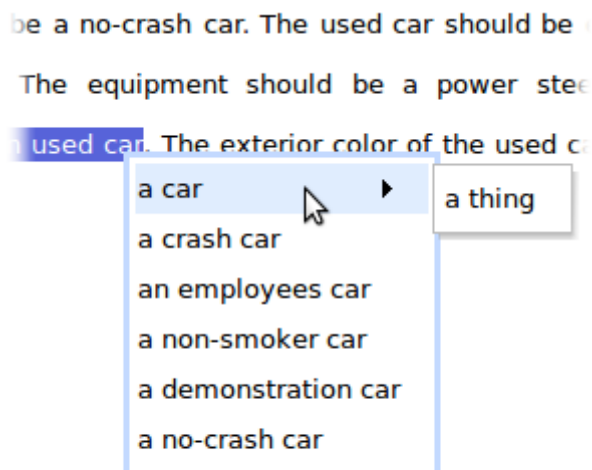 be a no-crash car. The used car should be
The equipment should be a power stee
used car. The exterior color of the used ca
a car
a thing
a crash car
an employees car
a non-smoker car
a demonstration car
a no-crash car